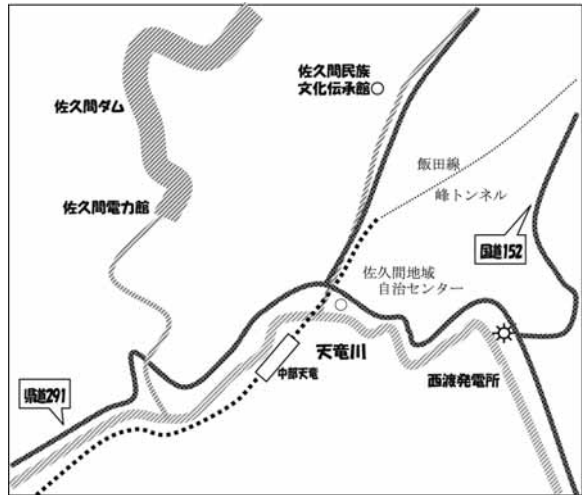 佐久間民族
文化伝承館
佐久間ダム
飯田線
峰トンネル
佐久間電力館
国道152
佐久間地域
自治センター
天竜川
中部天竜
西渡発電所
県道291